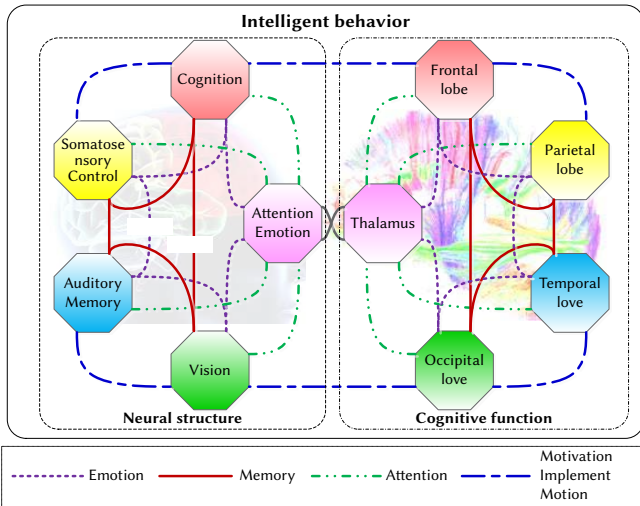 Intelligent behavior
Cognition
Somatose
nsory
Control
Attention
Emotion
Auditory
Memory
Vision
Neural structure
Frontal
lobe
Parietal
lobe
Thalamus
Temporal
love
Occipital
love
Cognitive function
Emotion
Memory
Attention
Motivation
Implement
Motion